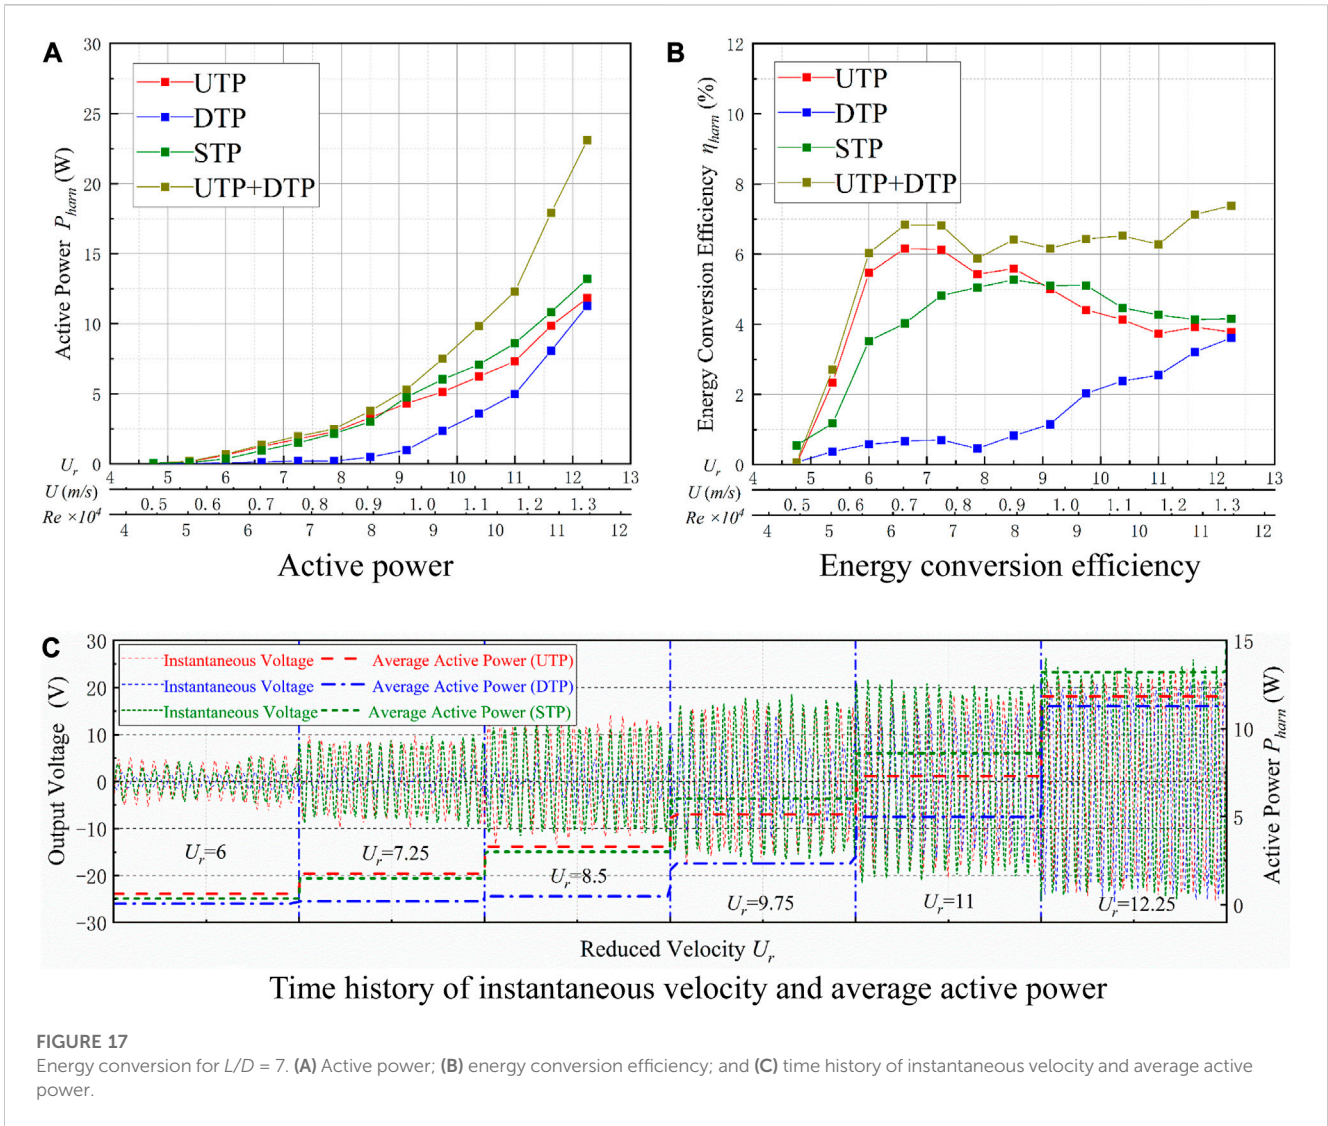 A
30
25
20
15
10
5
0
Active Power P_harn (W)
UTP
DTP
STP
UTP+DTP
U_r
4 5 6 7 8 9 10 11 12 13
U (m/s)
0.5 0.6 0.7 0.8 0.9 1.0 1.1 1.2 1.3
Re ×10⁴
4 5 6 7 8 9 10 11 12
Active power
B
12
10
8
6
4
2
0
Energy Conversion Efficiency η_harn (%)
UTP
DTP
STP
UTP+DTP
U_r
4 5 6 7 8 9 10 11 12 13
U (m/s)
0.5 0.6 0.7 0.8 0.9 1.0 1.1 1.2 1.3
Re ×10⁴
4 5 6 7 8 9 10 11 12
Energy conversion efficiency
C
30
20
10
0
−10
−20
−30
Output Voltage (V)
Instantaneous Voltage Average Active Power (UTP)
Instantaneous Voltage Average Active Power (DTP)
Instantaneous Voltage Average Active Power (STP)
U_r=6
U_r=7.25
U_r=8.5
U_r=9.75
U_r=11
U_r=12.25
15
10
5
0
Active Power P_harn (W)
Reduced Velocity U_r
Time history of instantaneous velocity and average active power
FIGURE 17
Energy conversion for L/D = 7. (A) Active power; (B) energy conversion efficiency; and (C) time history of instantaneous velocity and average active
power.